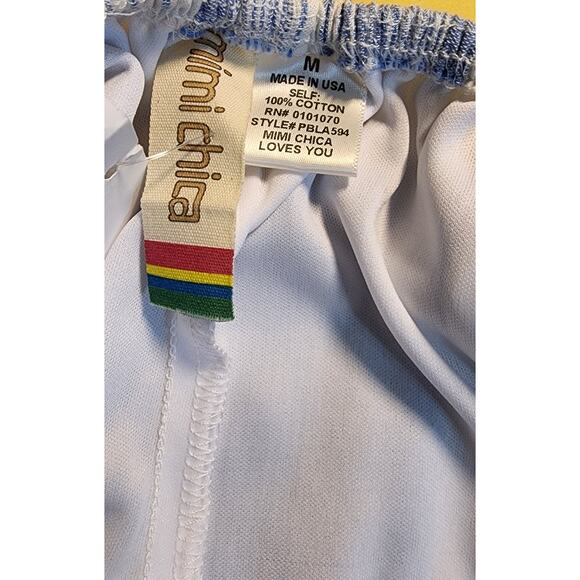 mimi chica
M
MADE IN USA
SELF:
100% COTTON
RN# 0101070
STYLE# PBLA594
MIMI CHICA
LOVES YOU